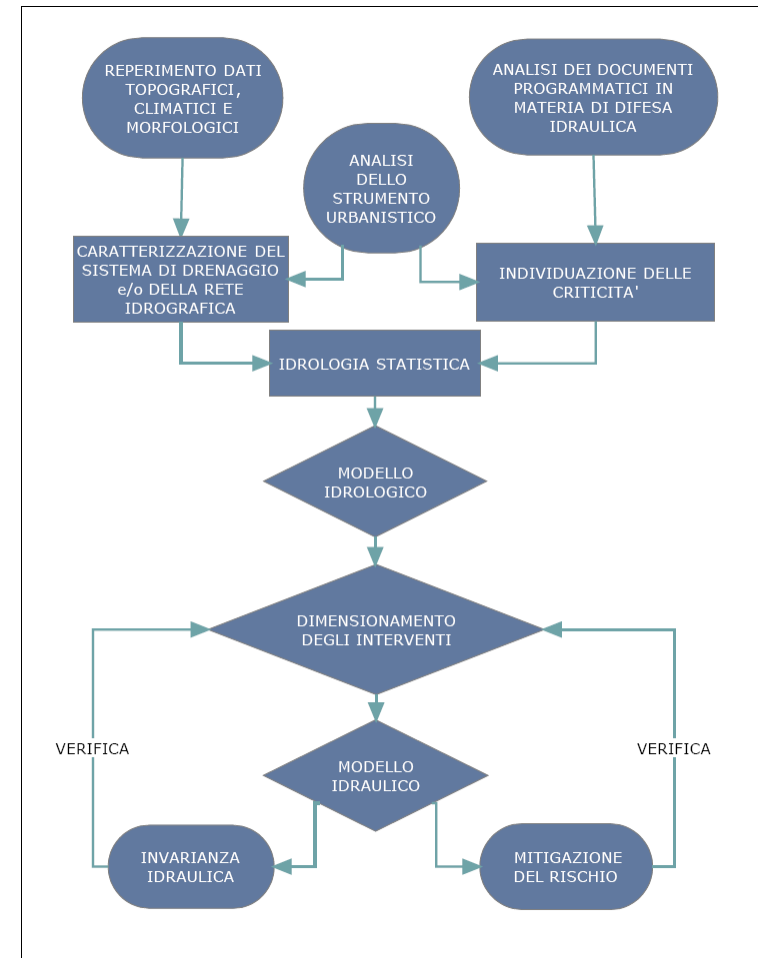 REPERIMENTO DATI
TOPOGRAFICI,
CLIMATICI E
MORFOLOGICI
ANALISI DEI DOCUMENTI
PROGRAMMATICI IN
MATERIA DI DIFESA
IDRAULICA
ANALISI
DELLO
STRUMENTO
URBANISTICO
CARATTERIZZAZIONE DEL
SISTEMA DI DRENAGGIO
e/o DELLA RETE
IDROGRAFICA
INDIVIDUAZIONE DELLE
CRITICITA'
IDROLOGIA STATISTICA
MODELLO
IDROLOGICO
DIMENSIONAMENTO
DEGLI INTERVENTI
VERIFICA
VERIFICA
MODELLO
IDRAULICO
INVARIANZA
IDRAULICA
MITIGAZIONE
DEL RISCHIO